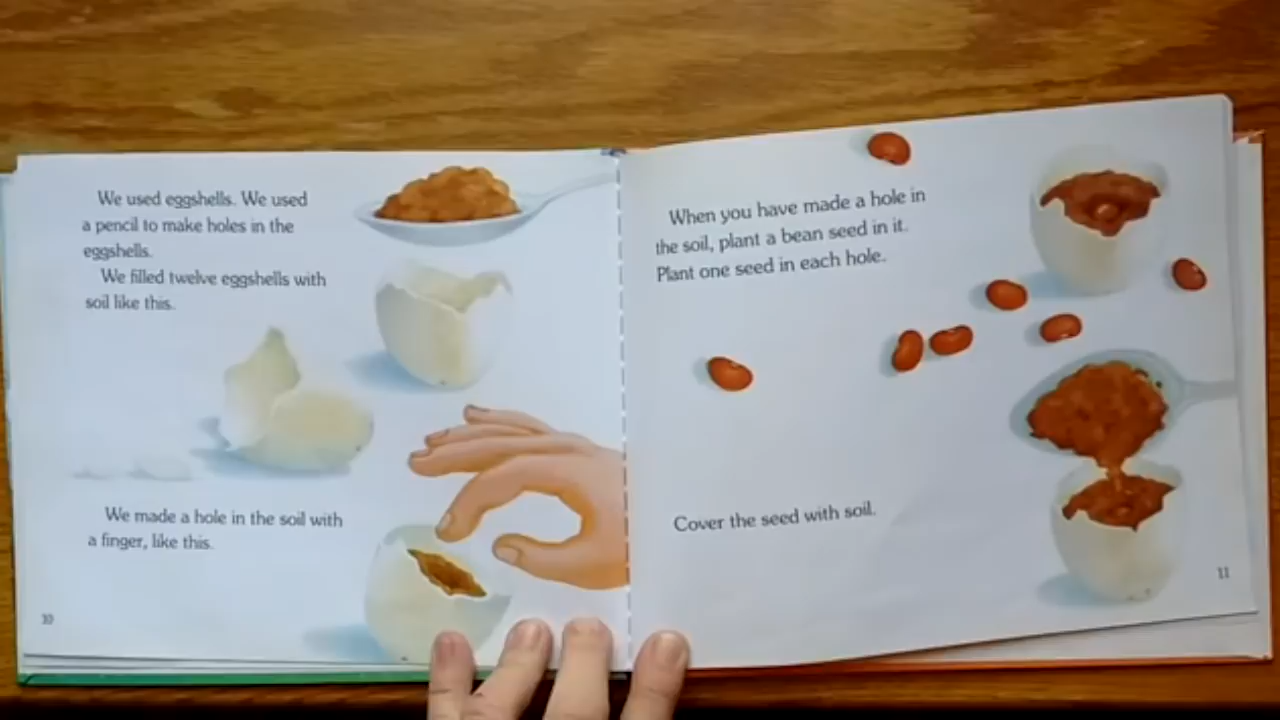 We used eggshells. We used
a pencil to make holes in the
eggshells.
We filled twelve eggshells with
soil like this.
We made a hole in the soil with
a finger, like this.
10
When you have made a hole in
the soil, plant a bean seed in it.
Plant one seed in each hole.
Cover the seed with soil.
11